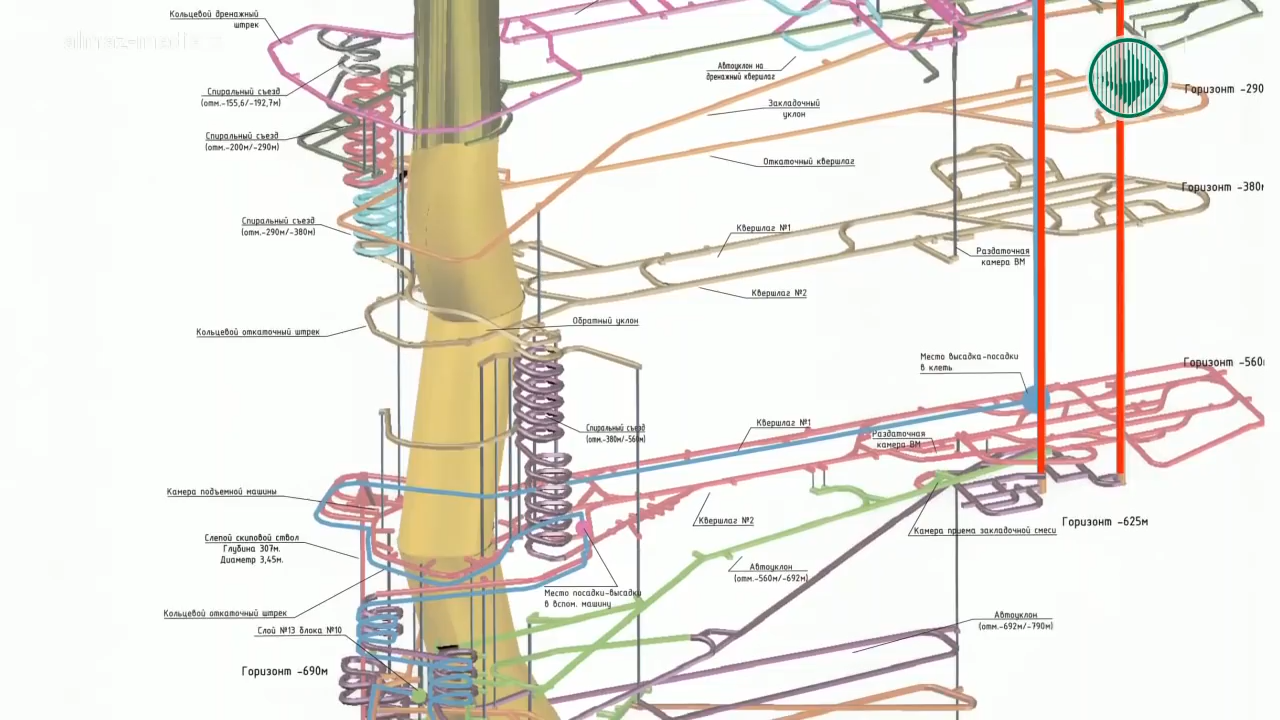 Кольцевой дренажный
штрек
Автоуклон на
дренажный квершлаг
Горизонт -290
Спиральный съезд
(отм.-155,6/-192,7м)
Закладочный
уклон
Спиральный съезд
(отм.-200м/-290м)
Откаточный квершлаг
Горизонт -380
Спиральный съезд
(отм.-290м/-380м)
Квершлаг №1
Раздаточная
камера ВМ
Квершлаг №2
Кольцевой откаточный штрек
Обратный уклон
Место высадка-посадки
в клеть
Горизонт -560
Спиральный съезд
(отм.-380м/-560м)
Квершлаг №1
Раздаточная
камера ВМ
Камера подъемной машины
Квершлаг №2
Камера приема закладочной смеси
Горизонт -625м
Слепой скиповой ствол
Глубина 307м.
Диаметр 3,45м.
Автоуклон
(отм.-560м/-692м)
Место посадки-высадки
в вспом. машину
Кольцевой откаточный штрек
Слой №13 блока №10
Автоуклон
(отм.-692м/-790м)
Горизонт -690м